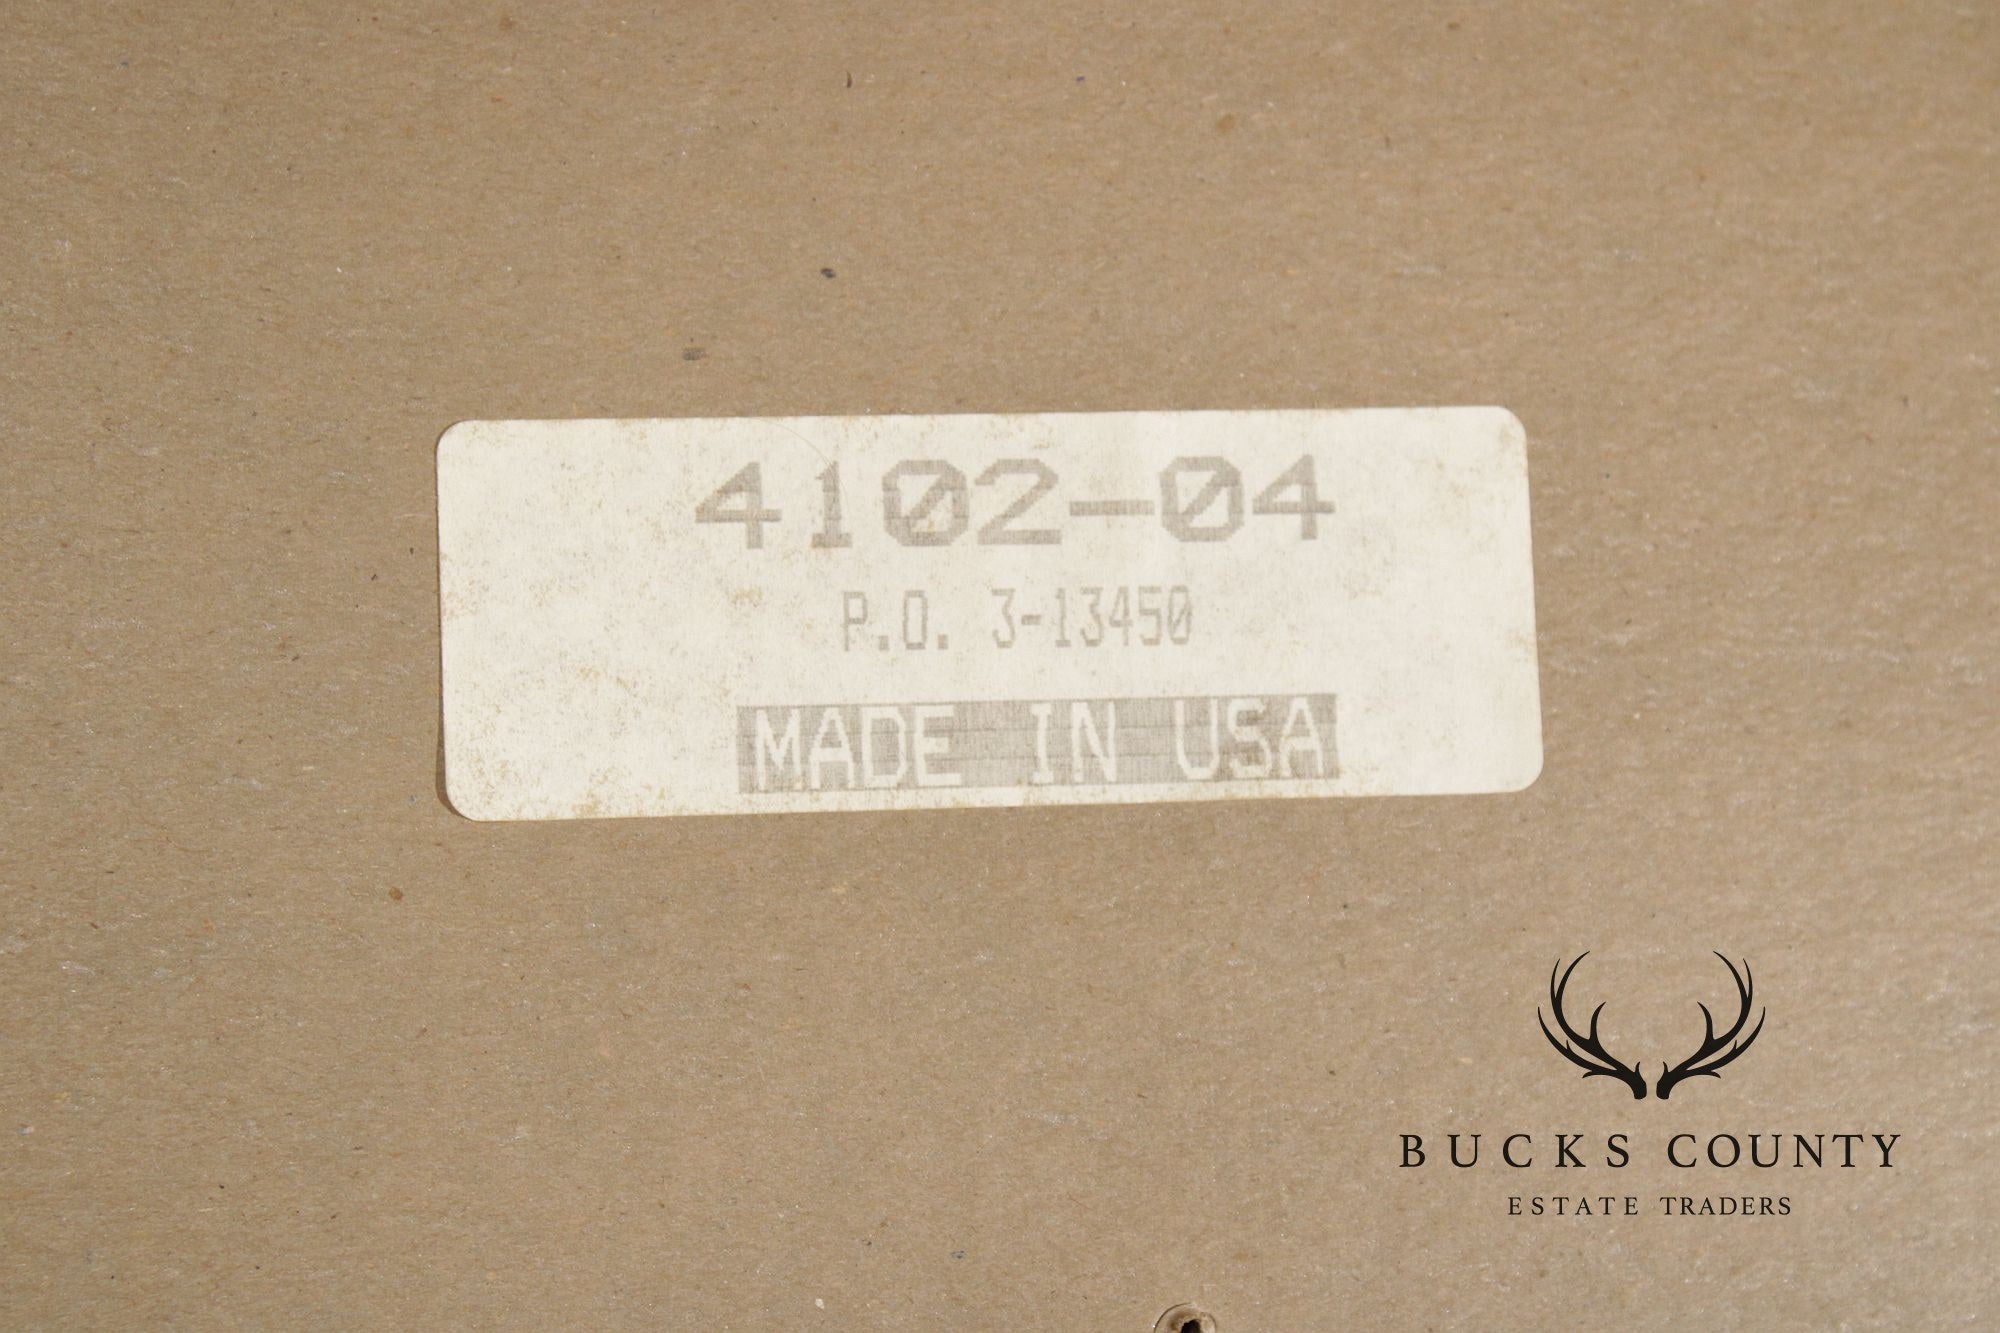 4102-04
P.O. 3-13450
MADE IN USA
BUCKS COUNTY
ESTATE TRADERS